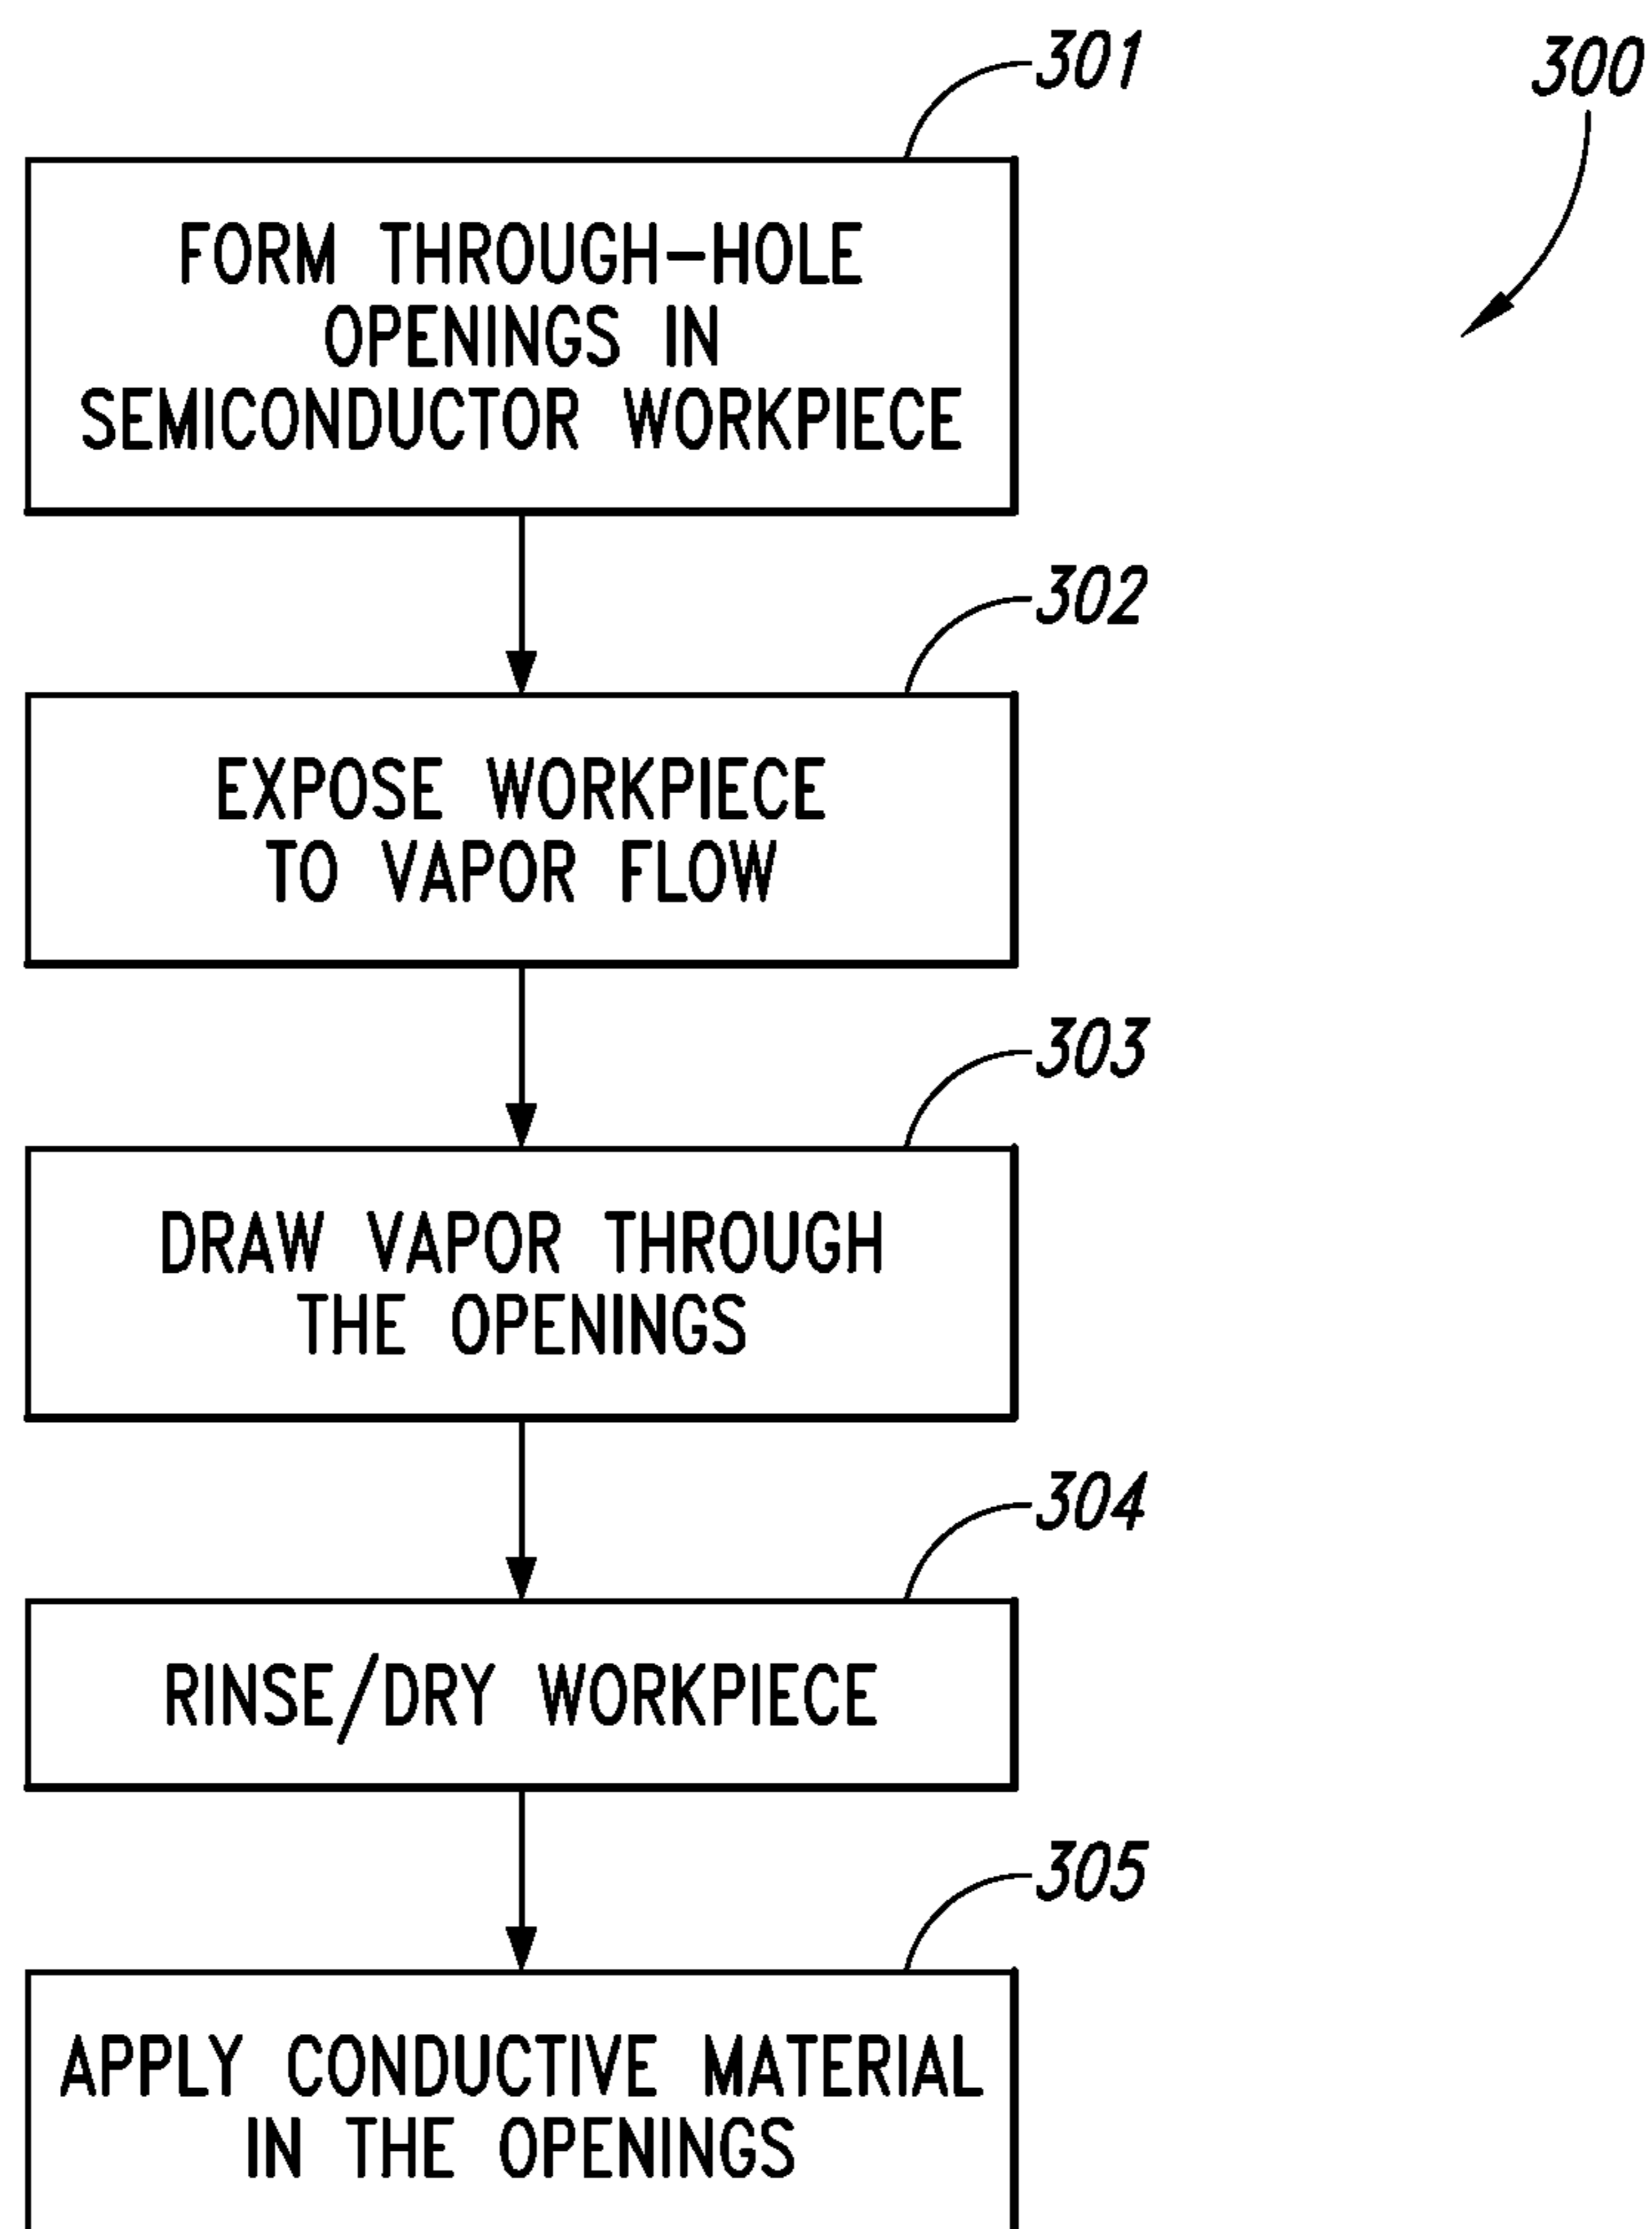 301
300
FORM THROUGH-HOLE
OPENINGS IN
SEMICONDUCTOR WORKPIECE
302
EXPOSE WORKPIECE
TO VAPOR FLOW
303
DRAW VAPOR THROUGH
THE OPENINGS
304
RINSE/DRY WORKPIECE
305
APPLY CONDUCTIVE MATERIAL
IN THE OPENINGS